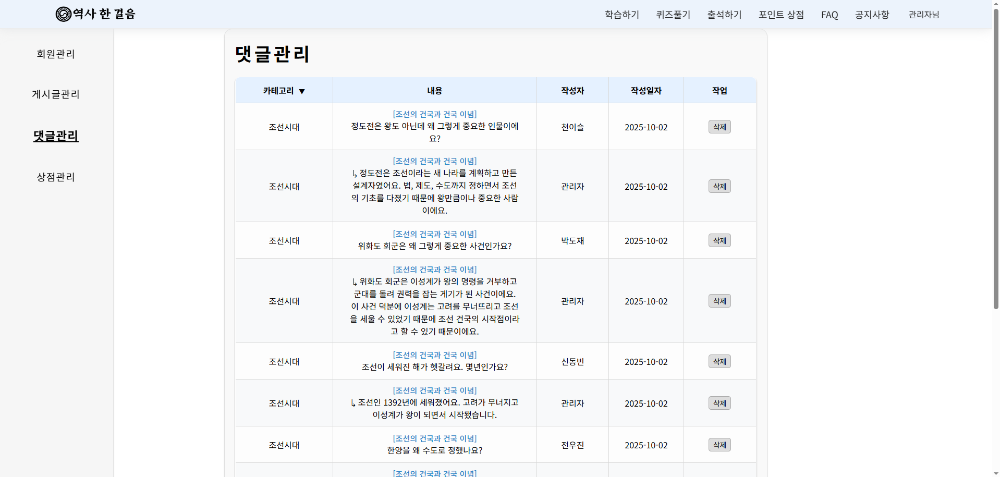 역사 한 걸음
학습하기 퀴즈풀기 출석하기 포인트 상점 FAQ 공지사항 관리자님
회원관리
게시글관리
댓글관리
상점관리
댓글관리
카테고리 ▼ 내용 작성자 작성일자 작업
조선시대
[조선의 건국과 건국 이념]
정도전은 왕도 아닌데 왜 그렇게 중요한 인물이에
요?
천이슬 2025-10-02 삭제
조선시대
[조선의 건국과 건국 이념]
↳ 정도전은 조선이라는 새 나라를 계획하고 만든
설계자였어요. 법, 제도, 수도까지 정하면서 조선
의 기초를 다졌기 때문에 왕만큼이나 중요한 사람
이에요.
관리자 2025-10-02 삭제
조선시대
[조선의 건국과 건국 이념]
위화도 회군은 왜 그렇게 중요한 사건인가요?
박도재 2025-10-02 삭제
조선시대
[조선의 건국과 건국 이념]
↳ 위화도 회군은 이성계가 왕의 명령을 거부하고
군대를 돌려 권력을 잡는 게기가 된 사건이에요.
이 사건 덕분에 이성계는 고려를 무너뜨리고 조선
을 세울 수 있었기 때문에 조선 건국의 시작점이라
고 할 수 있기 때문이에요.
관리자 2025-10-02 삭제
조선시대
[조선의 건국과 건국 이념]
조선이 세워진 해가 헷갈려요. 몇년인가요?
신동빈 2025-10-02 삭제
조선시대
[조선의 건국과 건국 이념]
↳ 조선인 1392년에 세워졌어요. 고려가 무너지고
이성계가 왕이 되면서 시작됐습니다.
관리자 2025-10-02 삭제
조선시대
[조선의 건국과 건국 이념]
한양을 왜 수도로 정했나요?
전우진 2025-10-02 삭제
[조선의 건국과 건국 이념]